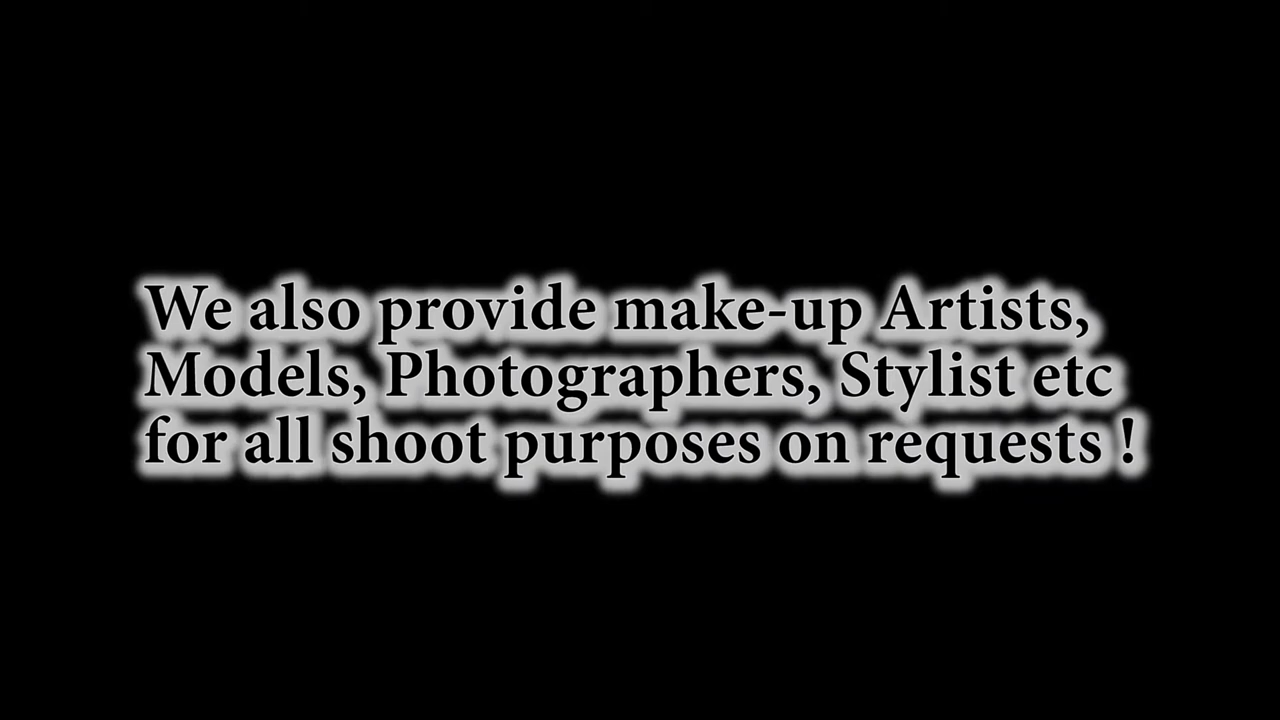 We also provide make-up Artists,
Models, Photographers, Stylist etc
for all shoot purposes on requests !